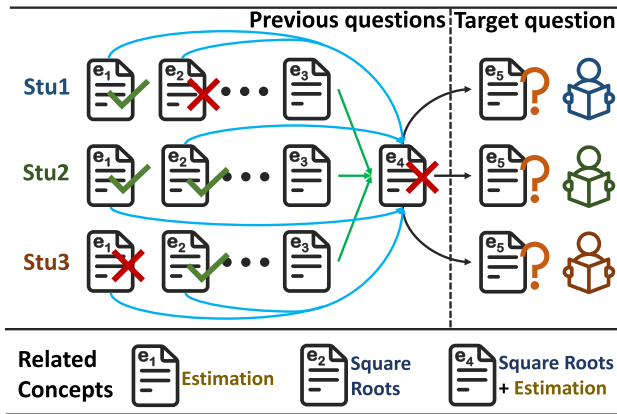 Previous questions Target question
Stu1 e1 e2 e3 e5 ?
Stu2 e1 e2 e3 e4 e5 ?
Stu3 e1 e2 e3 e5 ?
Related Concepts
e1 Estimation
e2 Square Roots
e4 Square Roots + Estimation